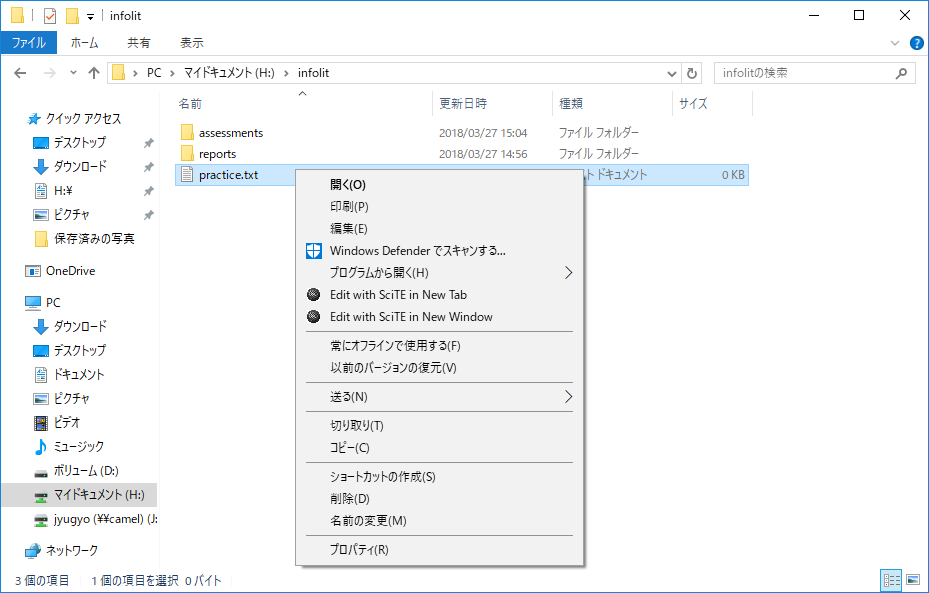 infolit
ファイル ホーム 共有 表示
PC マイドキュメント (H:) infolit
infolitの検索
名前 更新日時 種類 サイズ
クイック アクセス
デスクトップ
ダウンロード
H:¥
ピクチャ
保存済みの写真
OneDrive
PC
ダウンロード
デスクトップ
ドキュメント
ピクチャ
ビデオ
ミュージック
ボリューム (D:)
マイドキュメント (H:)
jyugyo (¥¥camel) (J:
ネットワーク
assessments 2018/03/27 15:04 ファイル フォルダー
reports 2018/03/27 14:56 ファイル フォルダー
practice.txt ト ドキュメント 0 KB
開く(O)
印刷(P)
編集(E)
Windows Defender でスキャンする...
プログラムから開く(H)
Edit with SciTE in New Tab
Edit with SciTE in New Window
常にオフラインで使用する(F)
以前のバージョンの復元(V)
送る(N)
切り取り(T)
コピー(C)
ショートカットの作成(S)
削除(D)
名前の変更(M)
プロパティ(R)
3 個の項目 1 個の項目を選択 0 バイト